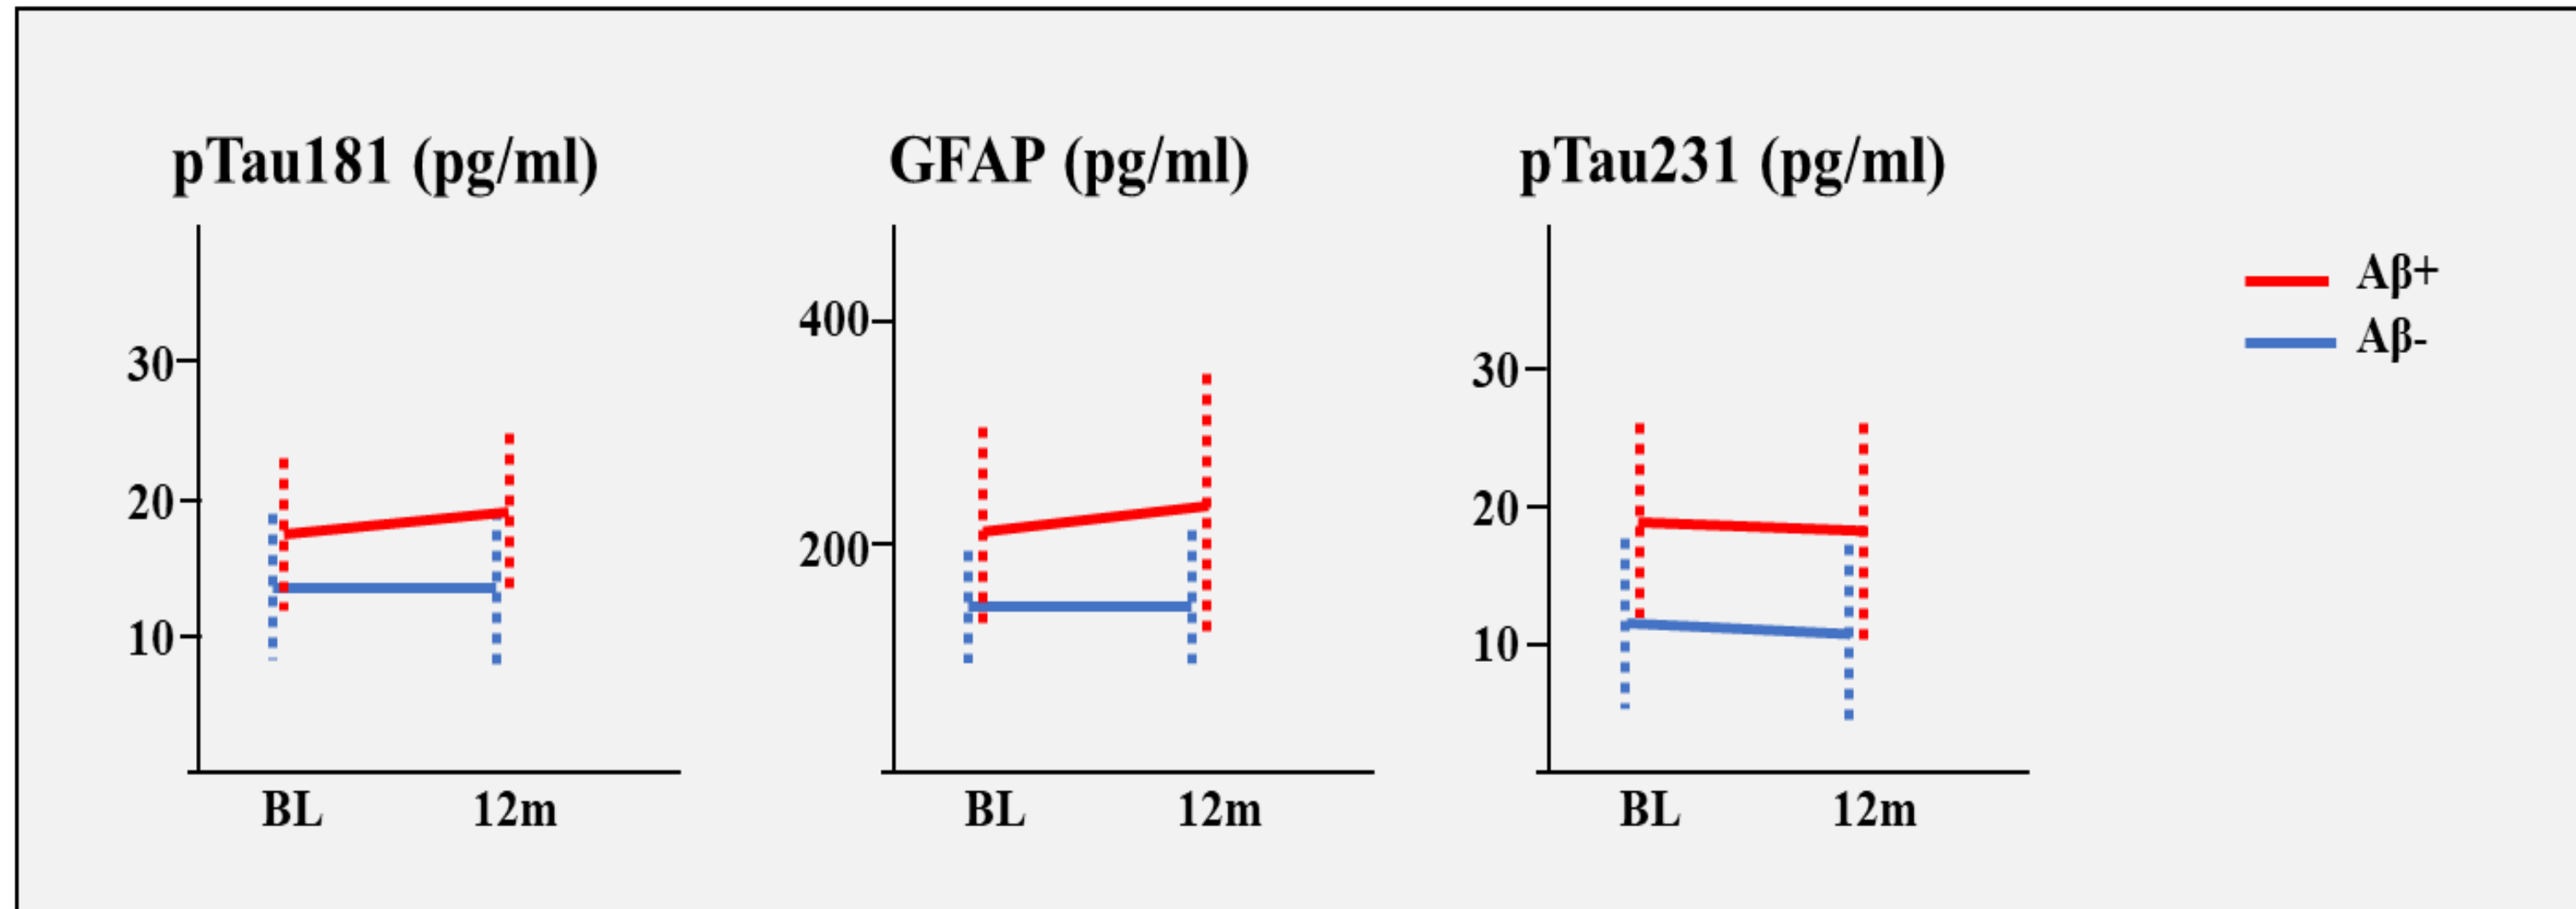 pTau181 (pg/ml)
30
20
10
BL 12m
GFAP (pg/ml)
400
200
BL 12m
pTau231 (pg/ml)
30
20
10
BL 12m
Aβ+
Aβ-